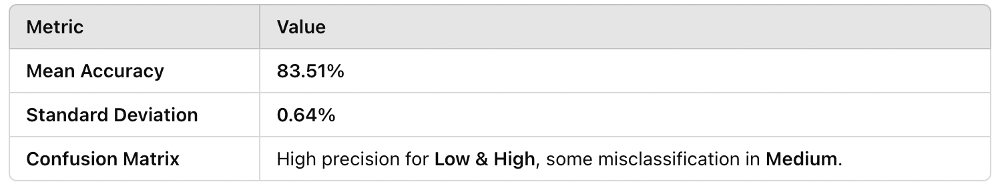 Metric Value
Mean Accuracy 83.51%
Standard Deviation 0.64%
Confusion Matrix High precision for Low & High, some misclassification in Medium.